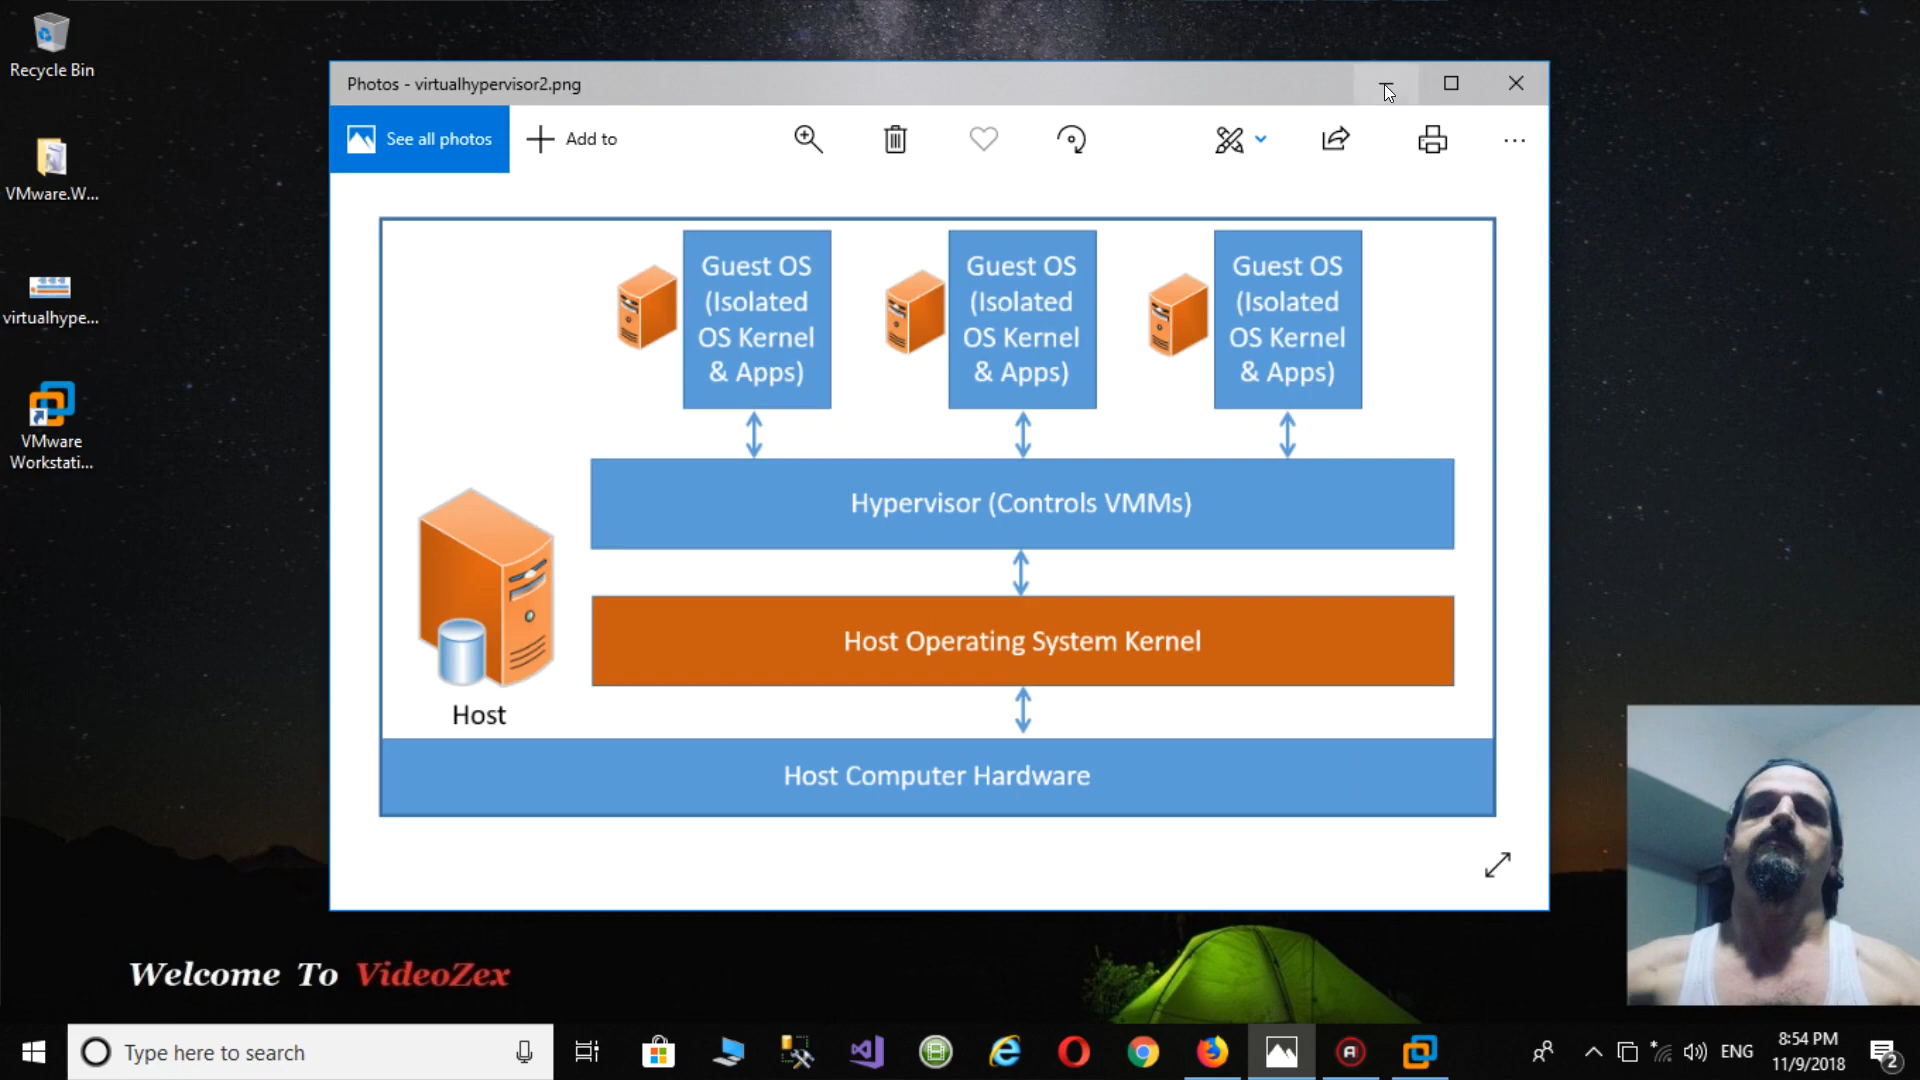 Recycle Bin
VMware.W...
virtualhype...
VMware
Workstati...
Photos - virtualhypervisor2.png
See all photos
Add to
Guest OS
(Isolated
OS Kernel
& Apps)
Guest OS
(Isolated
OS Kernel
& Apps)
Guest OS
(Isolated
OS Kernel
& Apps)
Hypervisor (Controls VMMs)
Host Operating System Kernel
Host
Host Computer Hardware
Welcome To VideoZex
Type here to search
ENG
8:54 PM
11/9/2018
2